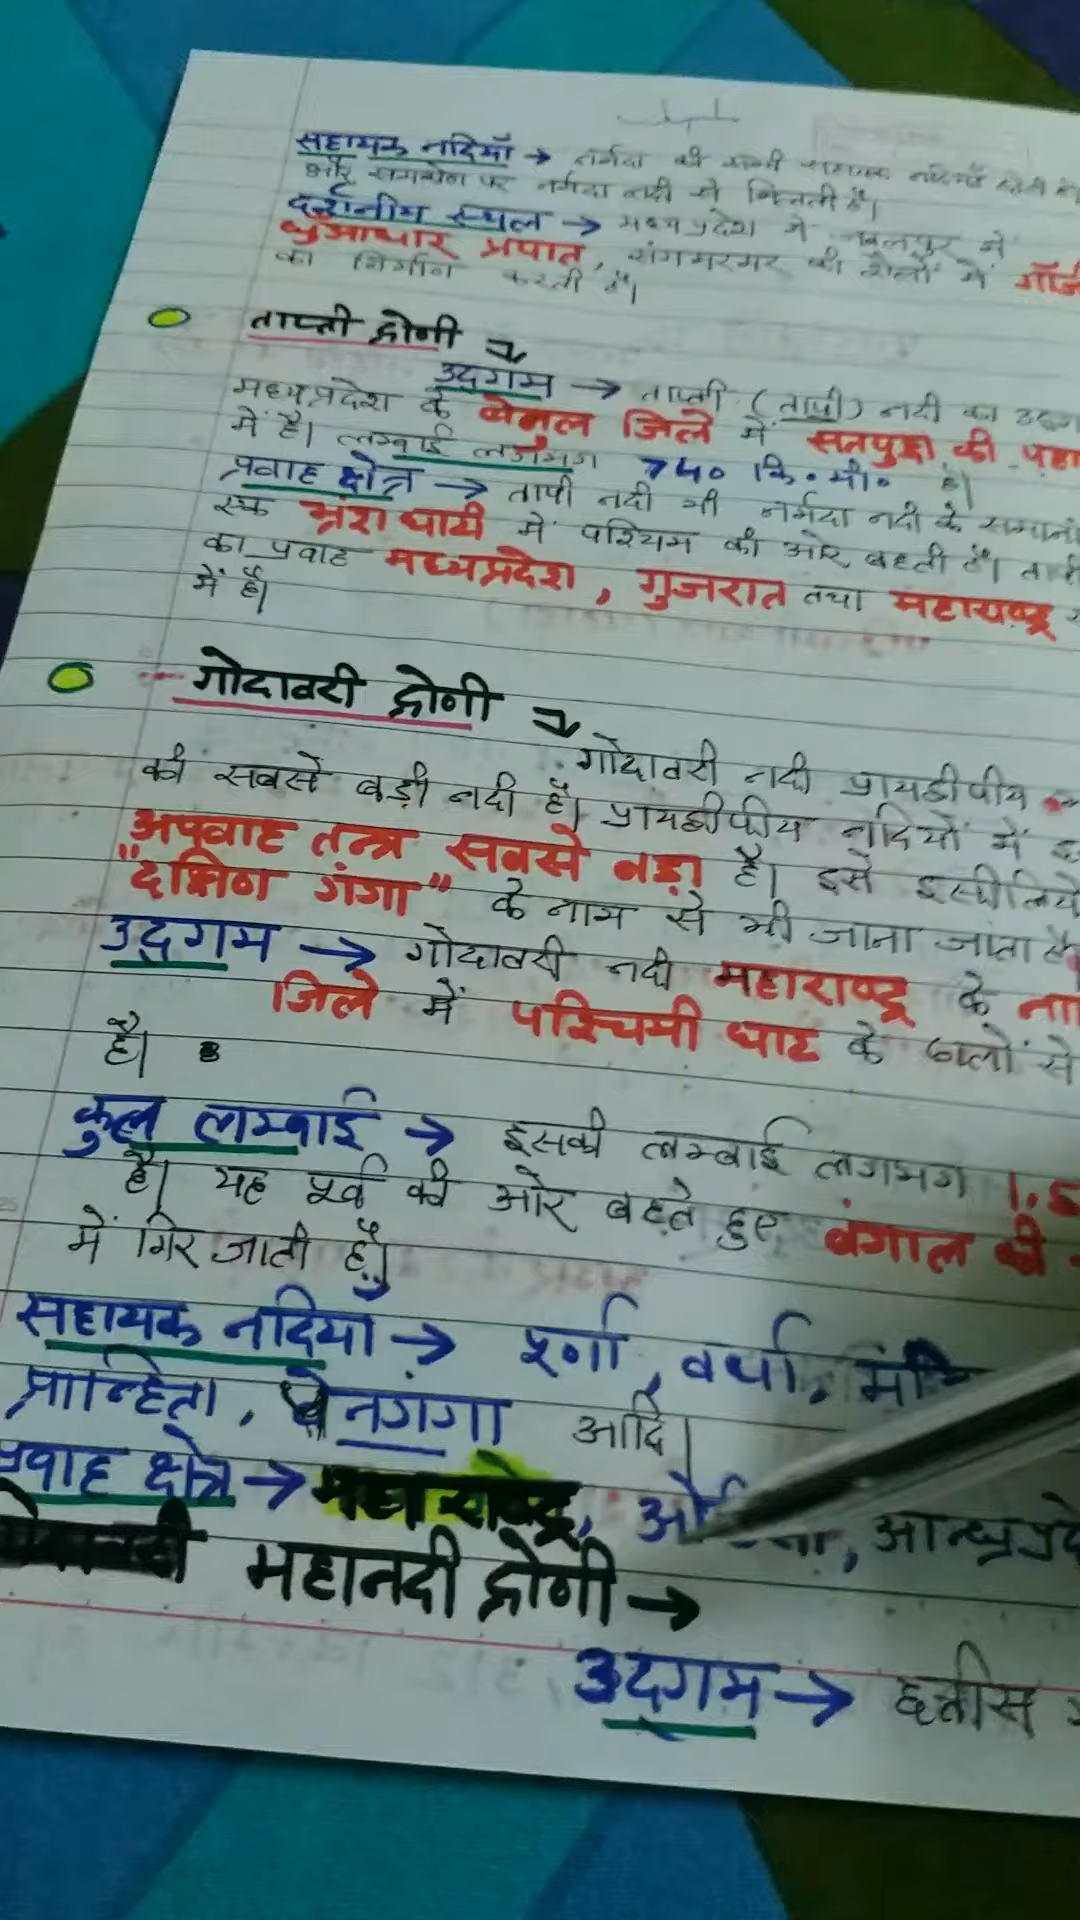 सहायक नदियाँ → नर्मदा की सभी सहायक नदियाँ छोटी है
और समकोण पर नर्मदा नदी से मिलती हैं।
दर्शनीय स्थल → मध्यप्रदेश में जबलपुर में
धुँआधार प्रपात, संगमरमर की शैलों में गॉर्ज
का निर्माण करती है।
ताप्ती द्रोणी
उद्गम → ताप्ती (तापी) नदी का उद्गम
मध्यप्रदेश के बेतुल जिले में सतपुड़ा की पहा
में है। लम्बाई लगभग 740 कि.मी. है।
प्रवाह क्षेत्र → तापी नदी भी नर्मदा नदी के समानां
एक भ्रंश घाटी में पश्चिम की ओर बहती है। ताप्ती
का प्रवाह मध्यप्रदेश, गुजरात तथा महाराष्ट्र
में है।
गोदावरी द्रोणी
गोदावरी नदी प्रायद्वीपीय
की सबसे बड़ी नदी है। प्रायद्वीपीय नदियों में
अपवाह तन्त्र सबसे बड़ा है। इसे इसीलिये
"दक्षिण गंगा" के नाम से भी जाना जाता है
उद्गम → गोदावरी नदी महाराष्ट्र के ना
जिले में पश्चिमी घाट के ढालों से
है।
कुल लम्बाई → इसकी लम्बाई लगभग 1.5
है। यह पूर्व की ओर बहते हुए बंगाल की
में गिर जाती है।
सहायक नदियाँ → पूर्णा, वर्धा,
प्रान्हिता, वेनगंगा आदि।
प्रवाह क्षेत्र → महाराष्ट्र, आन्ध्रप्रदे
महानदी द्रोणी →
उदगम → छत्तीस